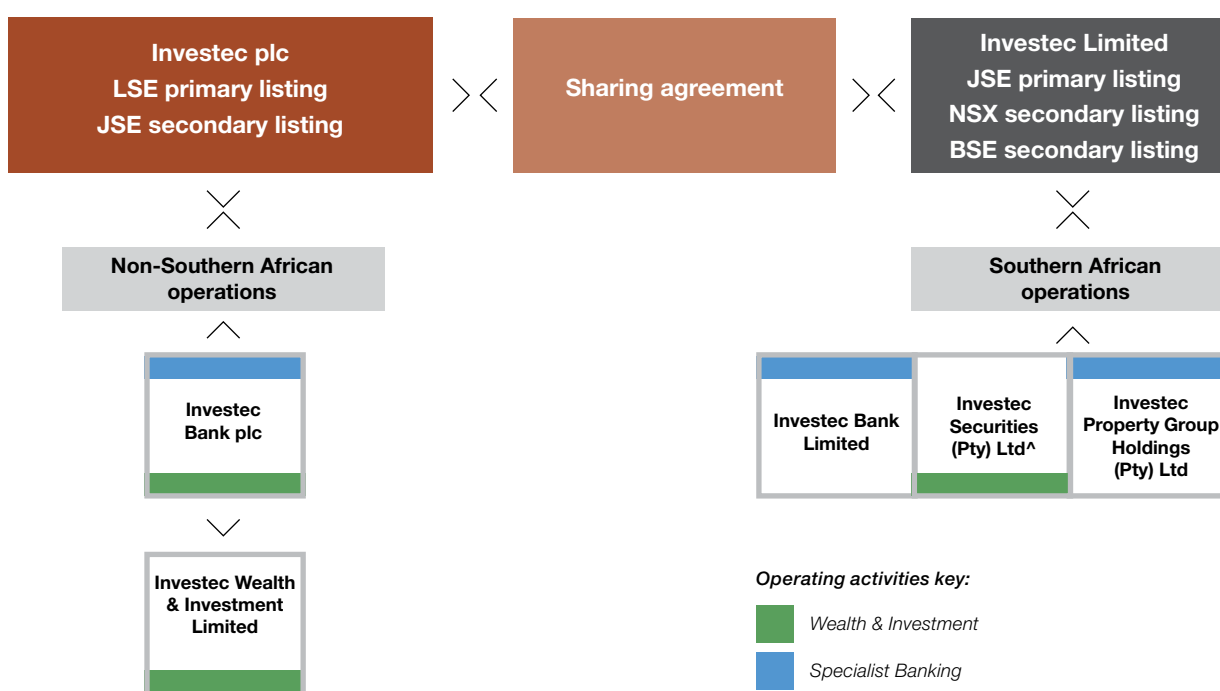 Investec plc
LSE primary listing
JSE secondary listing
Sharing agreement
Investec Limited
JSE primary listing
NSX secondary listing
BSE secondary listing
Non-Southern African
operations
Southern African
operations
Investec
Bank plc
Investec Wealth
& Investment
Limited
Investec Bank
Limited
Investec
Securities
(Pty) Ltd^
Investec
Property Group
Holdings
(Pty) Ltd
Operating activities key:
Wealth & Investment
Specialist Banking